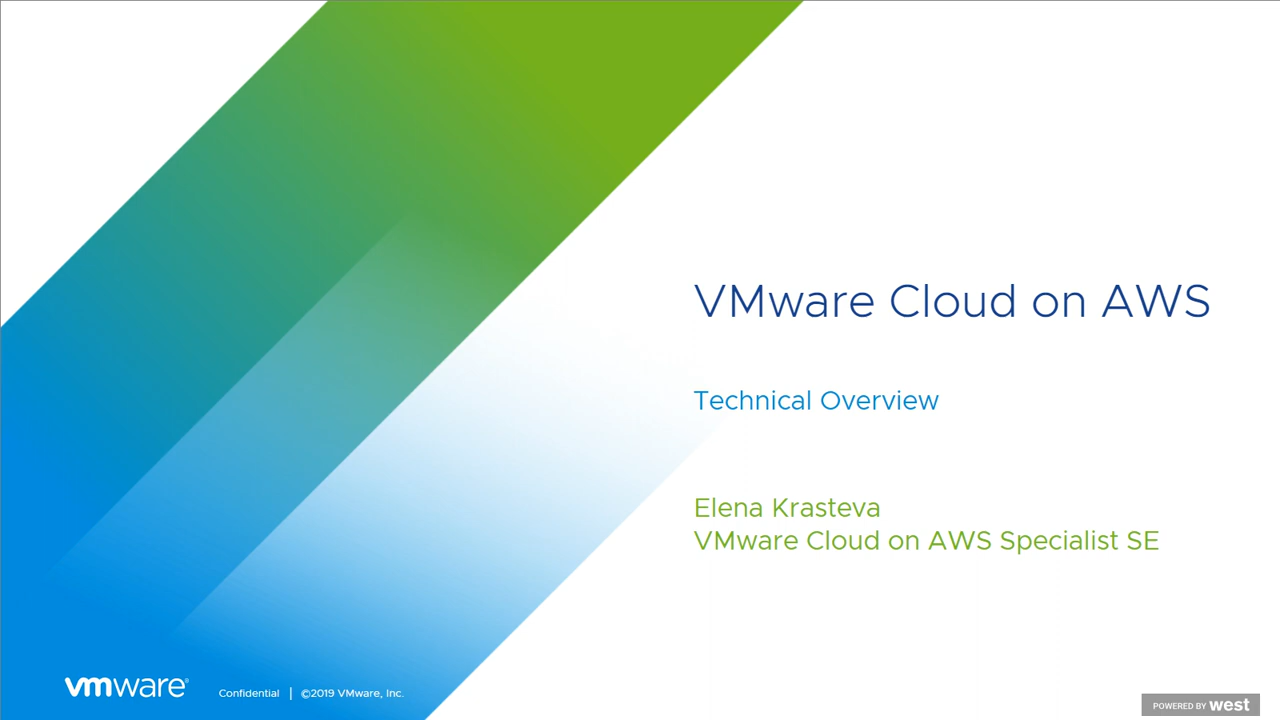 VMware Cloud on AWS
Technical Overview
Elena Krasteva
VMware Cloud on AWS Specialist SE
vmware® Confidential | ©2019 VMware, Inc.
POWERED BY west